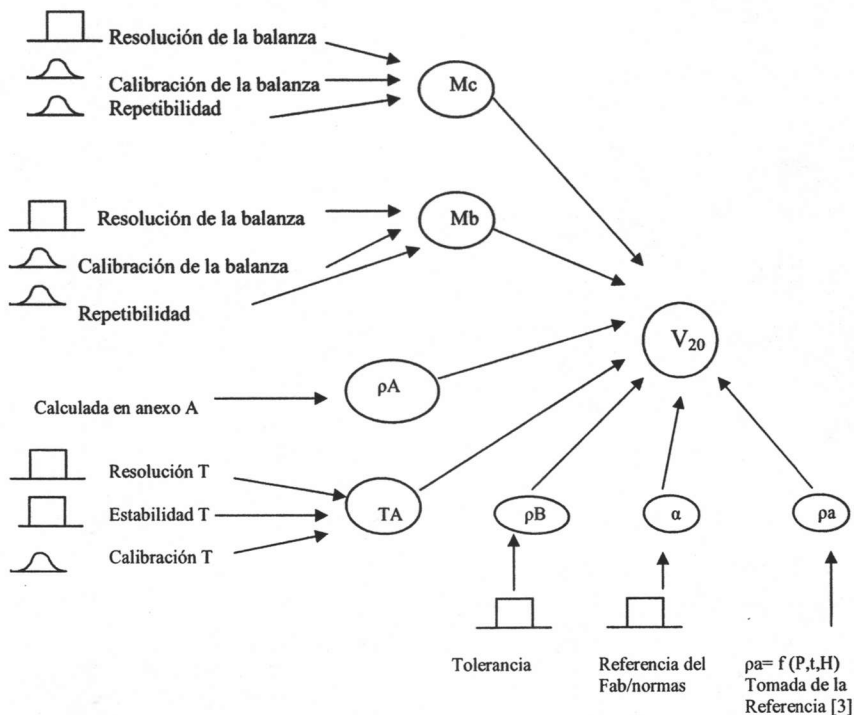 Resolución de la balanza
Calibración de la balanza
Repetibilidad
Mc
Resolución de la balanza
Calibración de la balanza
Repetibilidad
Mb
V20
Calculada en anexo A
ρA
Resolución T
Estabilidad T
Calibración T
TA
ρB
α
ρa
Tolerancia
Referencia del
Fab/normas
ρa= f (P,t,H)
Tomada de la
Referencia [3]